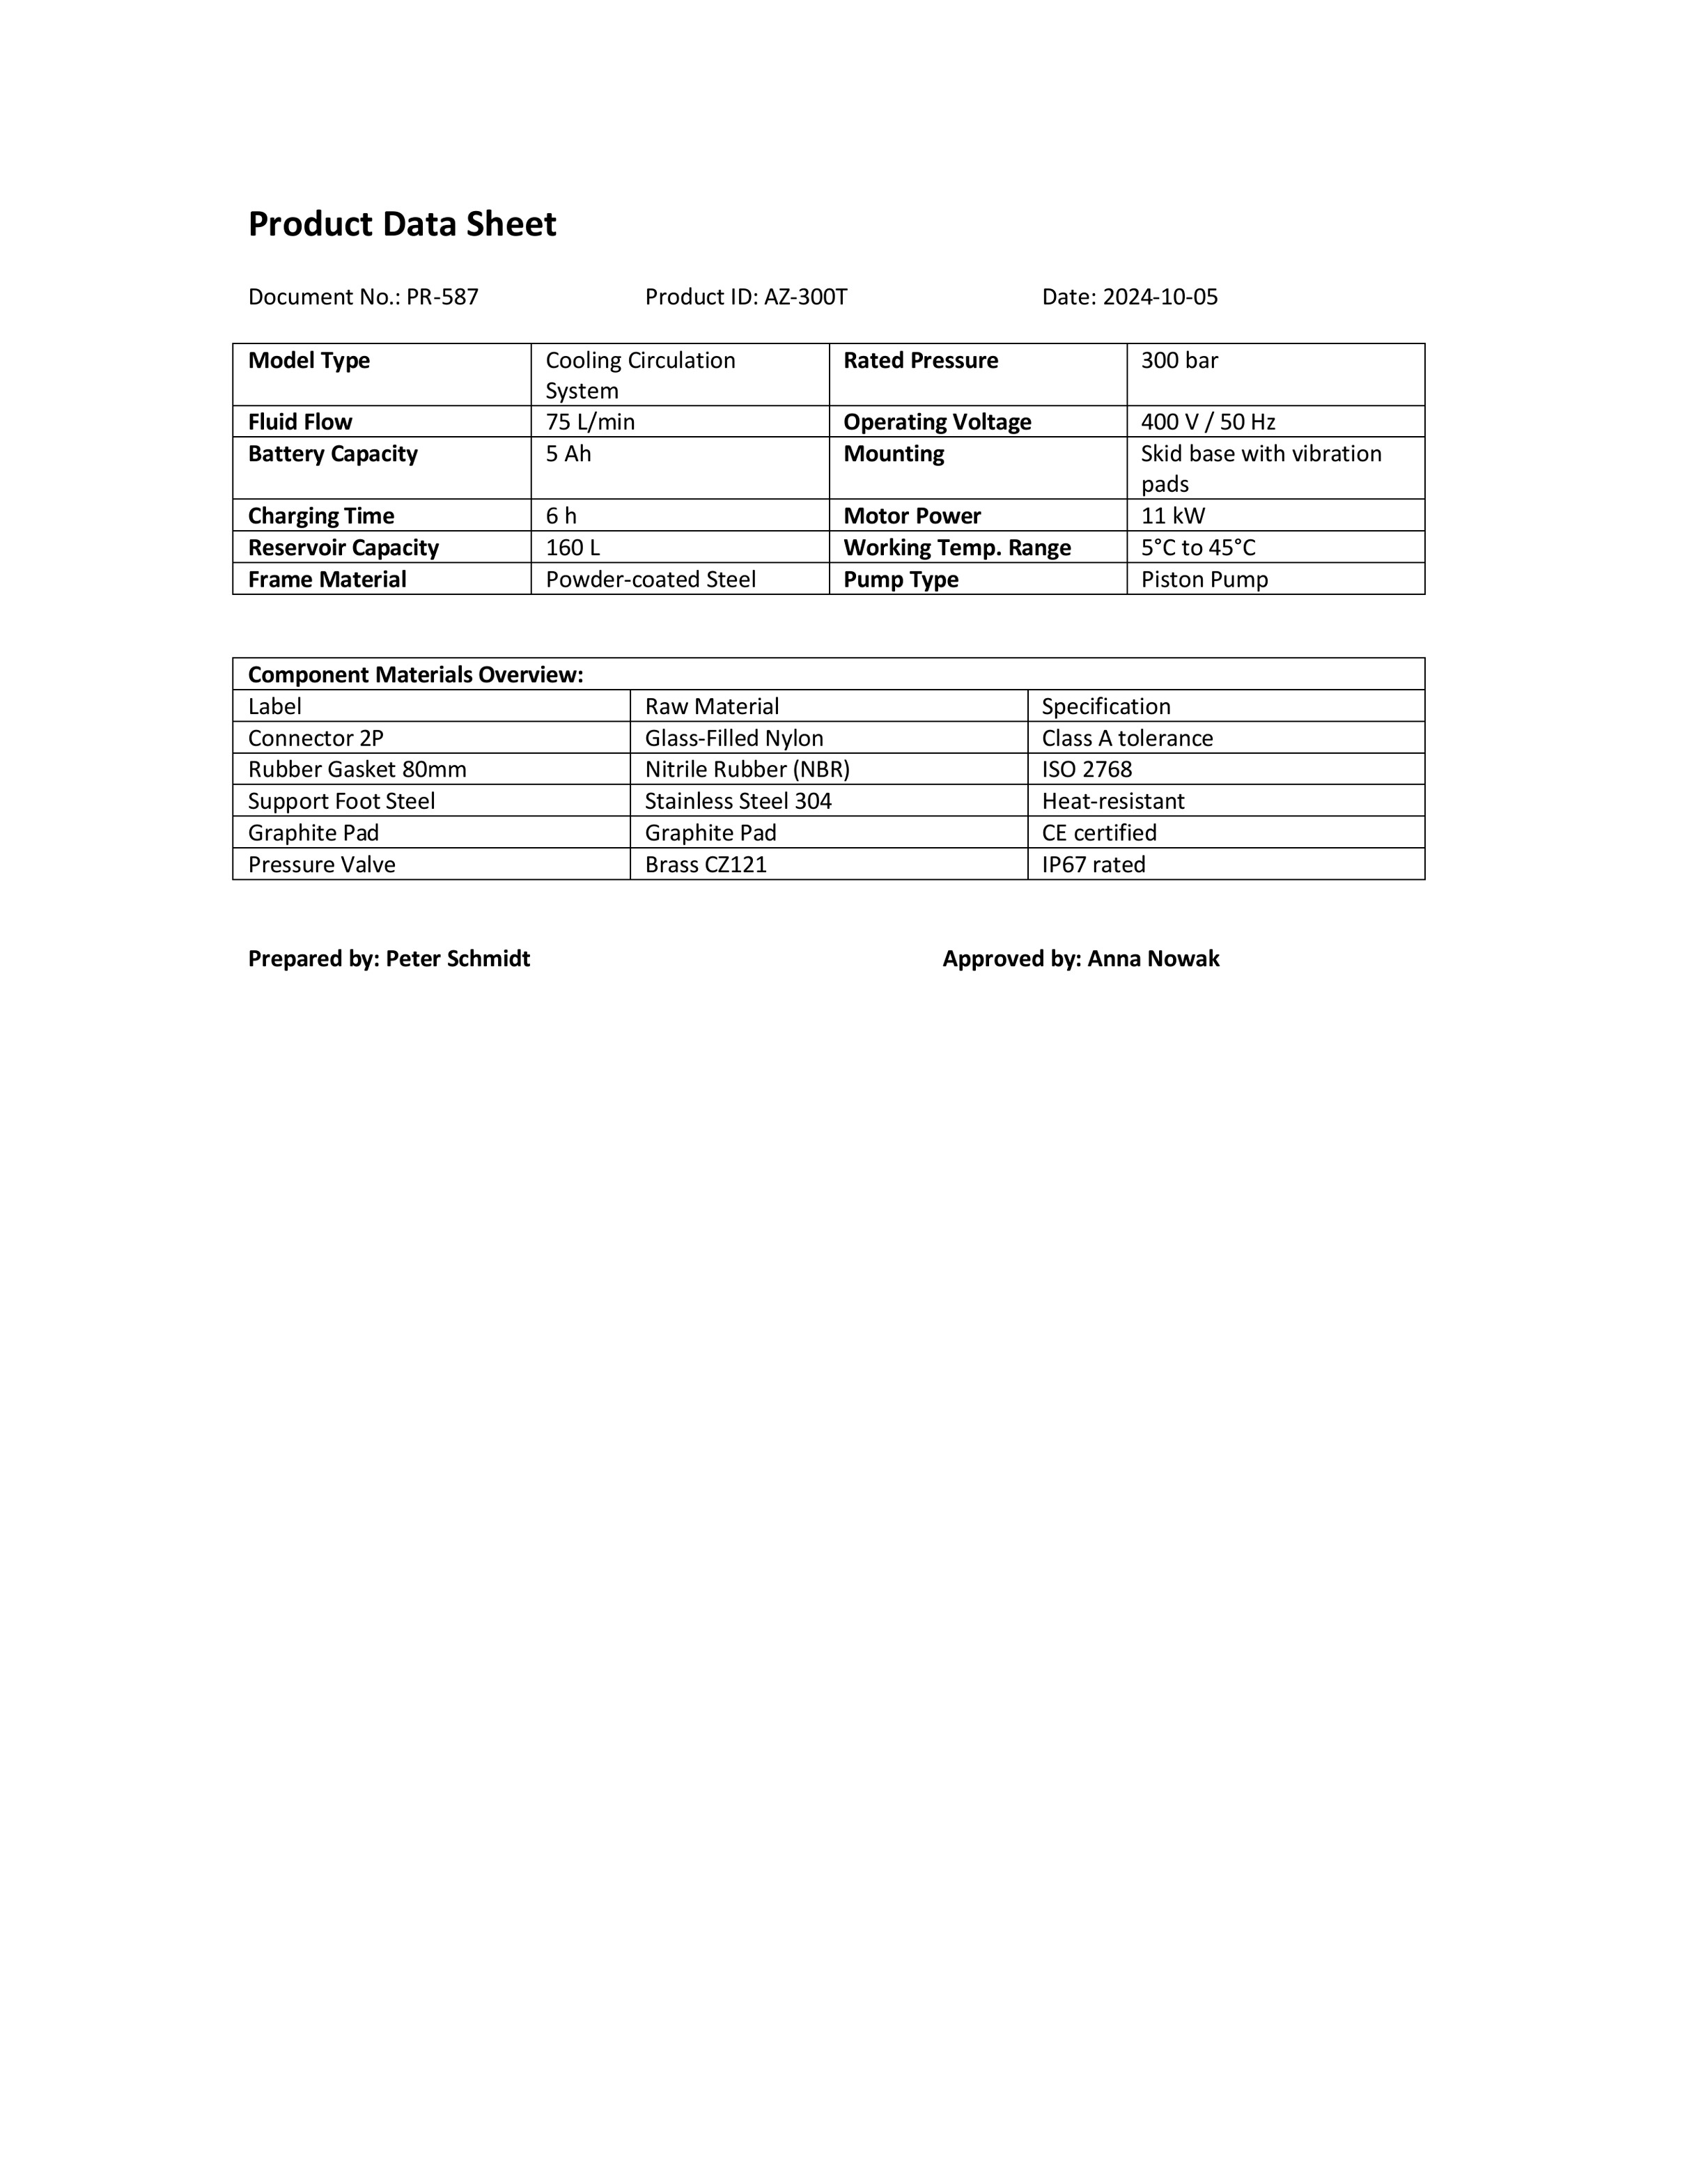 Product Data Sheet
Document No.: PR-587 Product ID: AZ-300T Date: 2024-10-05
Model Type Cooling Circulation System Rated Pressure 300 bar
Fluid Flow 75 L/min Operating Voltage 400 V / 50 Hz
Battery Capacity 5 Ah Mounting Skid base with vibration pads
Charging Time 6 h Motor Power 11 kW
Reservoir Capacity 160 L Working Temp. Range 5°C to 45°C
Frame Material Powder-coated Steel Pump Type Piston Pump
Component Materials Overview:
Label Raw Material Specification
Connector 2P Glass-Filled Nylon Class A tolerance
Rubber Gasket 80mm Nitrile Rubber (NBR) ISO 2768
Support Foot Steel Stainless Steel 304 Heat-resistant
Graphite Pad Graphite Pad CE certified
Pressure Valve Brass CZ121 IP67 rated
Prepared by: Peter Schmidt Approved by: Anna Nowak